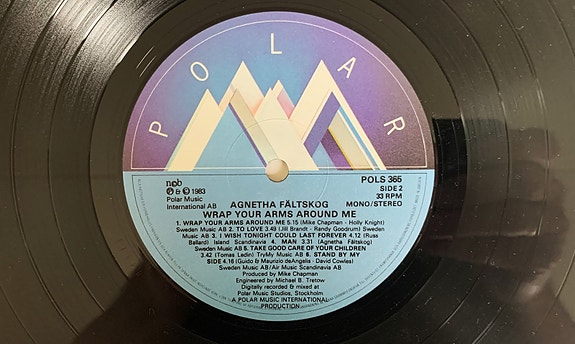 POLAR
ncb
Ⓟ & © 1983
Polar Music
International AB
POLS 365
SIDE 2
33 RPM
MONO/STEREO
AGNETHA FÄLTSKOG
WRAP YOUR ARMS AROUND ME
1. WRAP YOUR ARMS AROUND ME 5.15 (Mike Chapman - Holly Knight)
Sweden Music AB 2. TO LOVE 3.49 (Jill Brandt - Randy Goodrum) Sweden
Music AB 3. I WISH TONIGHT COULD LAST FOREVER 4.12 (Russ
Ballard) Island Scandinavia 4. MAN 3.31 (Agnetha Fältskog)
Sweden Music AB 5. TAKE GOOD CARE OF YOUR CHILDREN
3.42 (Tomas Ledin) TryMy Music AB 6. STAND BY MY
SIDE 4.16 (Guido & Maurizio deAngelis - David Cowles)
Sweden Music AB/Air Music Scandinavia AB
Produced by Mike Chapman
Engineered by Michael B. Tretow
Digitally recorded & mixed at
Polar Music Studios, Stockholm
A POLAR MUSIC INTERNATIONAL
PRODUCTION